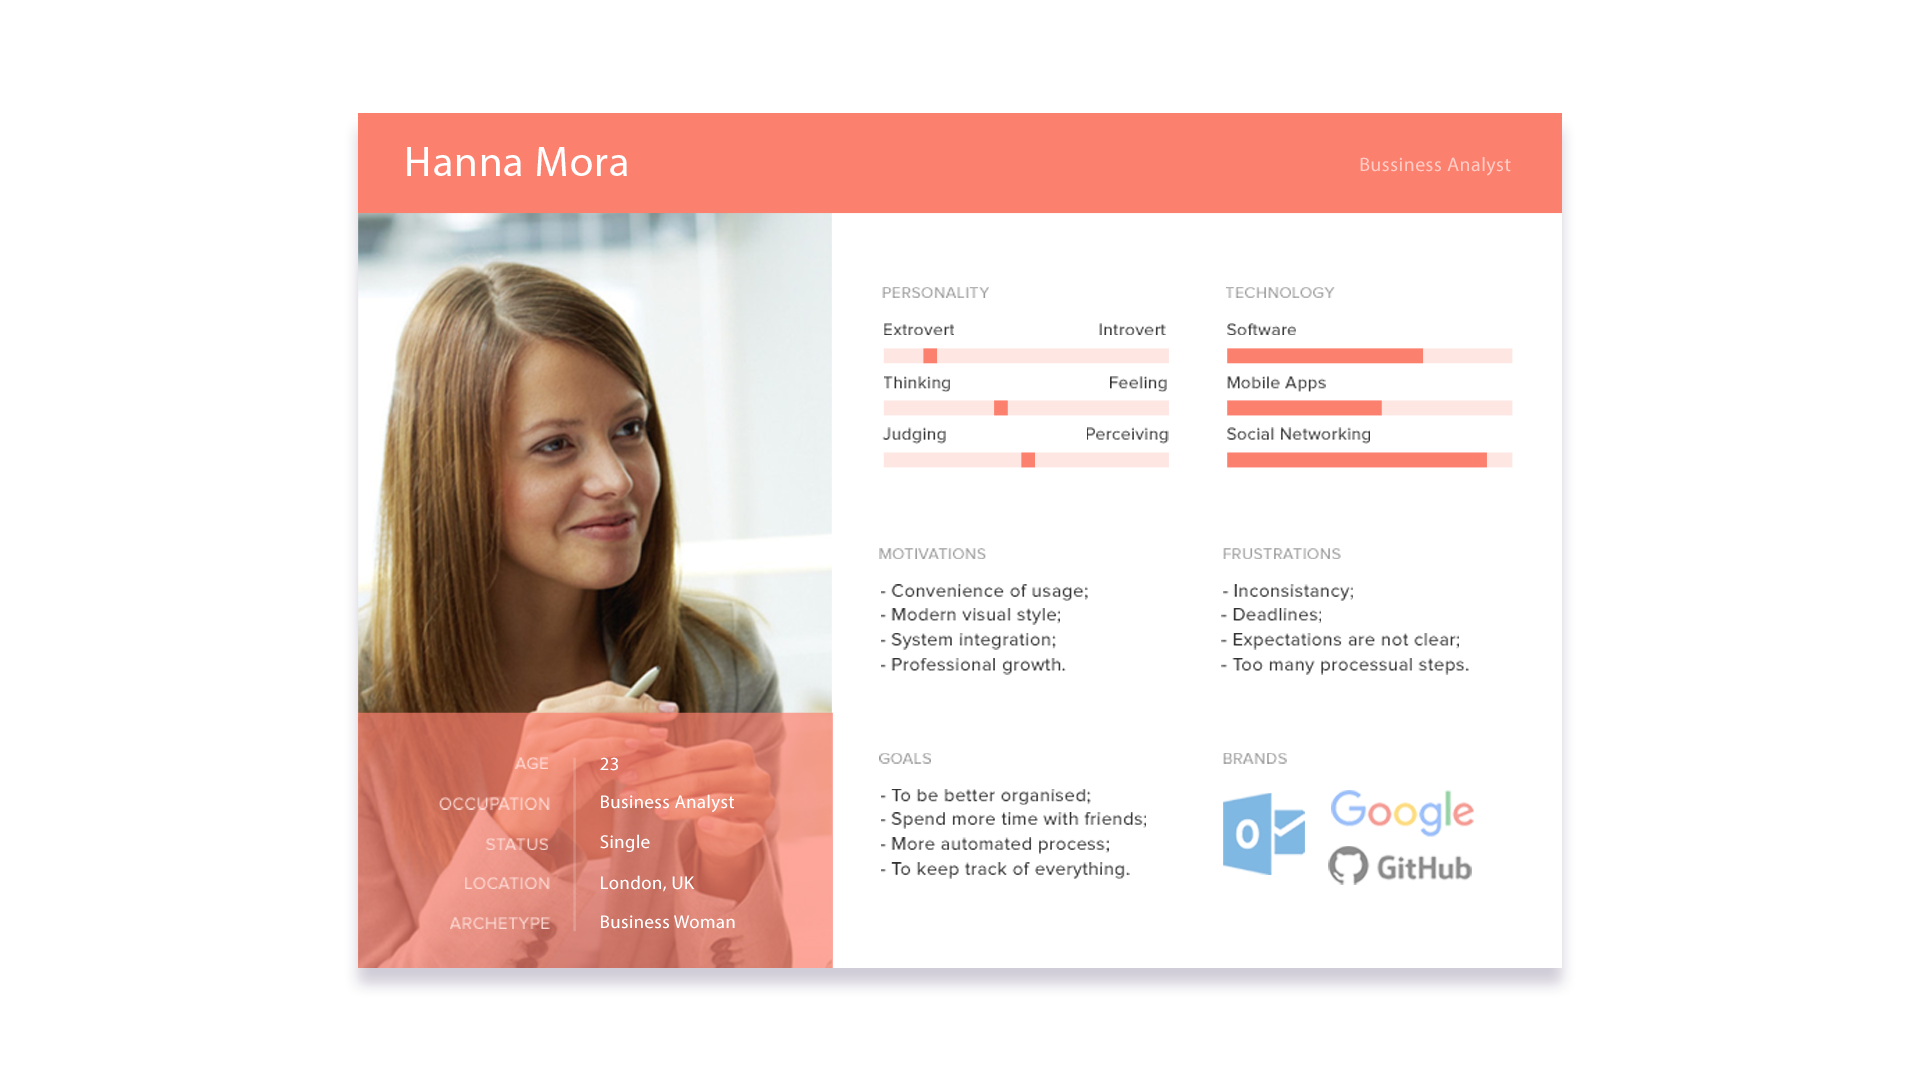 Hanna Mora
Bussiness Analyst
AGE 23
OCCUPATION Business Analyst
STATUS Single
LOCATION London, UK
ARCHETYPE Business Woman
PERSONALITY
Extrovert Introvert
Thinking Feeling
Judging Perceiving
TECHNOLOGY
Software
Mobile Apps
Social Networking
MOTIVATIONS
- Convenience of usage;
- Modern visual style;
- System integration;
- Professional growth.
FRUSTRATIONS
- Inconsistancy;
- Deadlines;
- Expectations are not clear;
- Too many processual steps.
GOALS
- To be better organised;
- Spend more time with friends;
- More automated process;
- To keep track of everything.
BRANDS
O
Google
GitHub